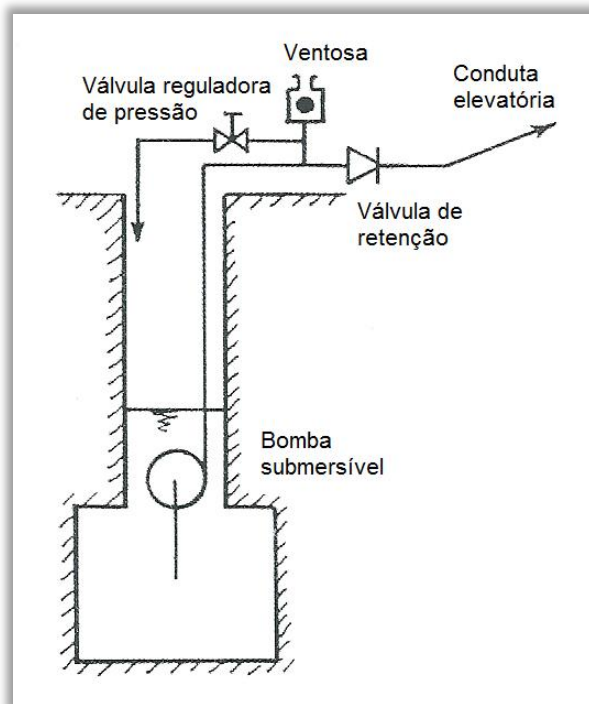 Ventosa
Válvula reguladora
de pressão
Conduta
elevatória
Válvula de
retenção
Bomba
submersível